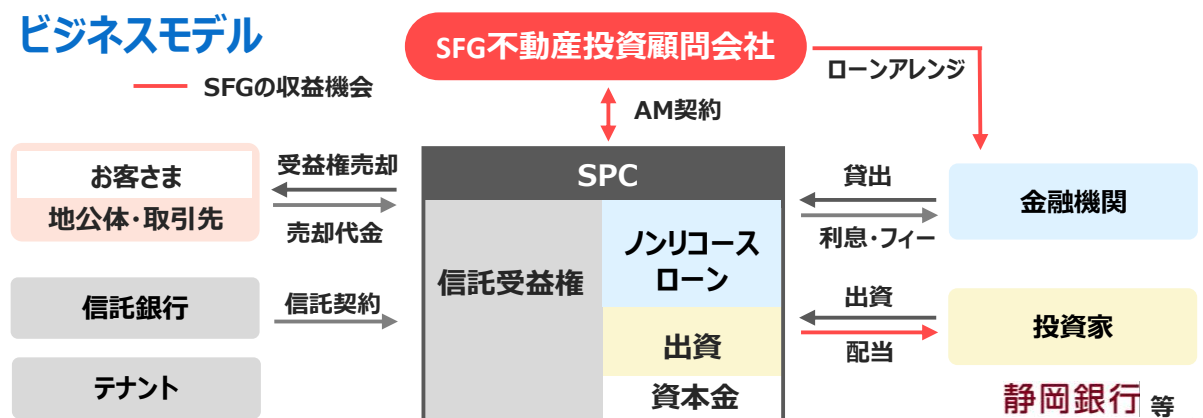 ビジネスモデル
SFGの収益機会
SFG不動産投資顧問会社
ローンアレンジ
AM契約
お客さま
地公体・取引先
受益権売却
売却代金
信託銀行
信託契約
テナント
SPC
信託受益権
ノンリコース
ローン
出資
資本金
貸出
利息・フィー
金融機関
出資
配当
投資家
静岡銀行 等